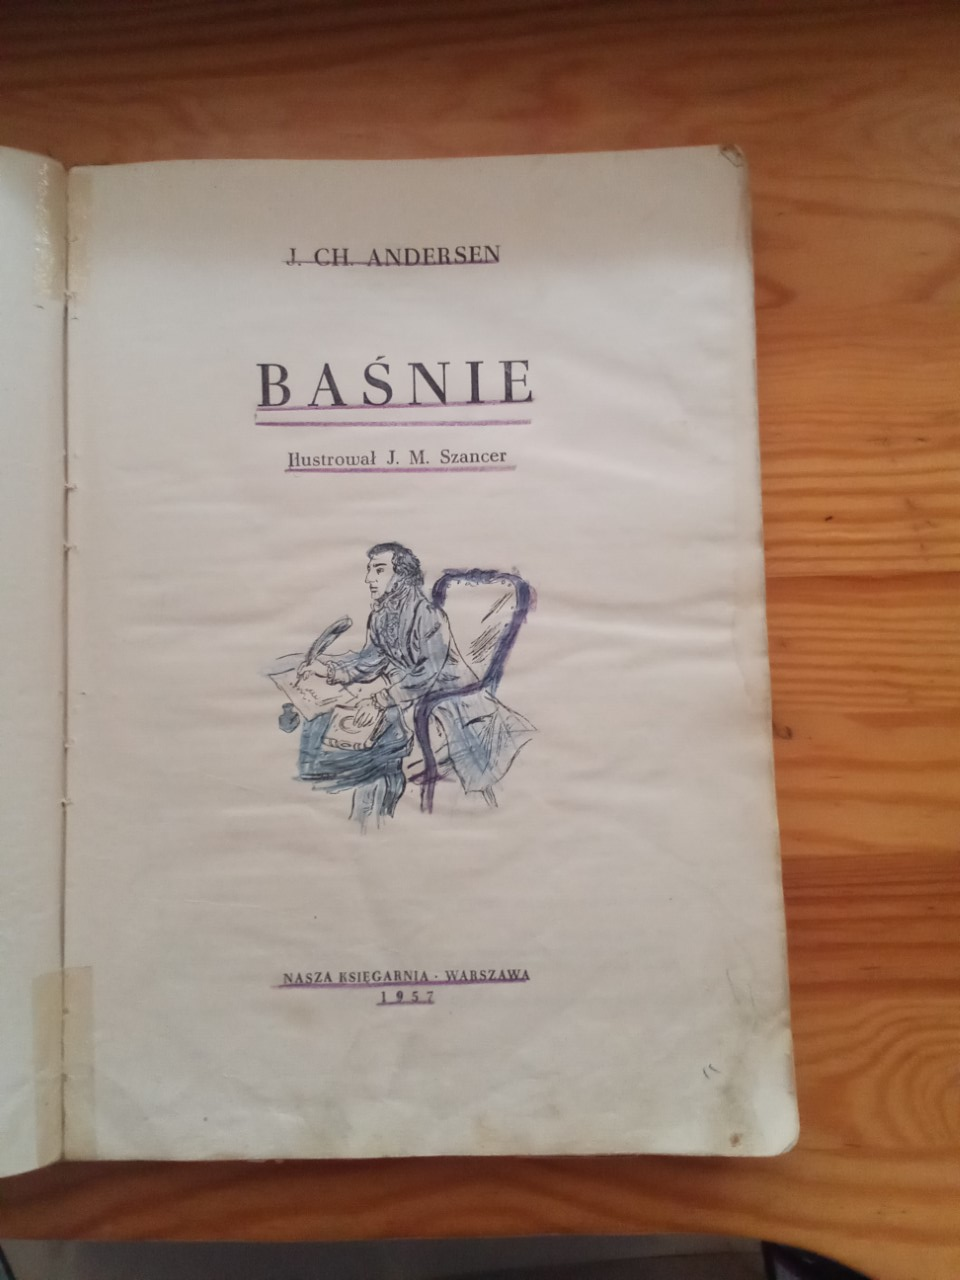 J. CH. ANDERSEN
BAŚNIE
Ilustrował J. M. Szancer
NASZA KSIĘGARNIA · WARSZAWA
1957